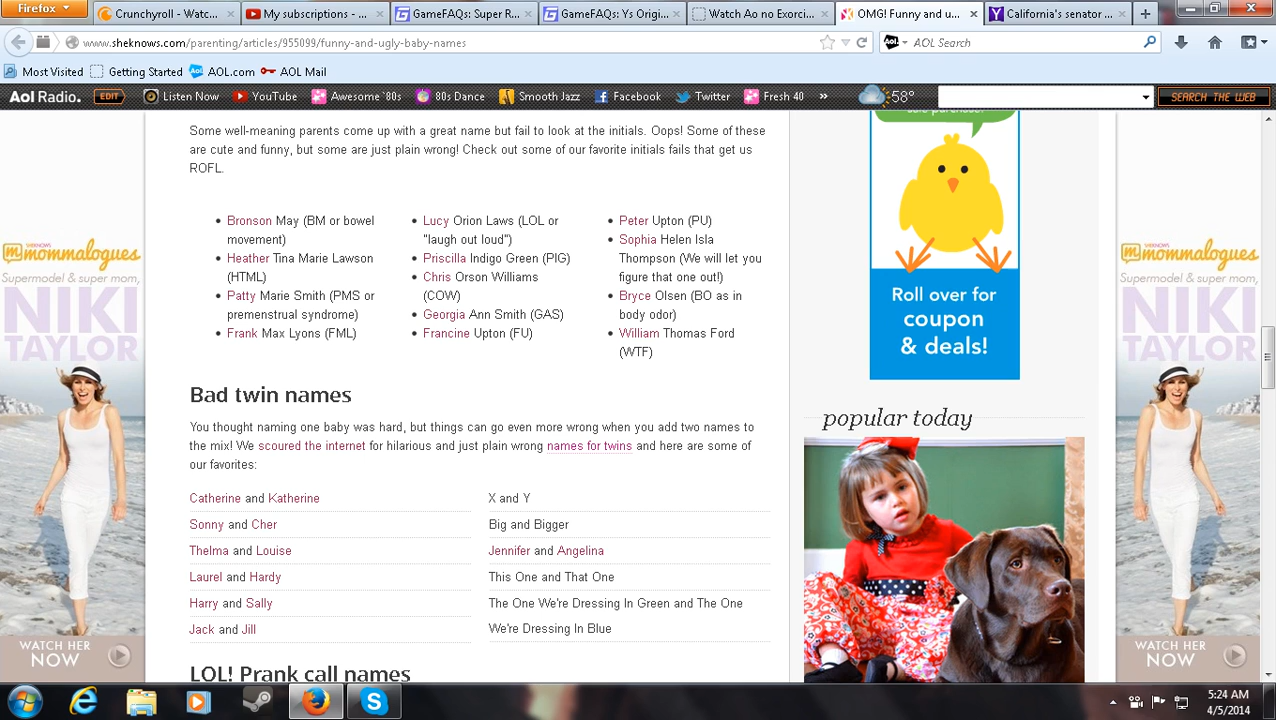 Firefox
Crunchyroll - Watc...
My subscriptions - ...
GameFAQs: Super R...
GameFAQs: Ys Origi...
Watch Ao no Exorci...
OMG! Funny and u...
California's senator ...
www.sheknows.com/parenting/articles/955099/funny-and-ugly-baby-names
AOL Search
Most Visited
Getting Started
AOL.com
AOL Mail
Aol Radio.
EDIT
Listen Now
YouTube
Awesome `80s
80s Dance
Smooth Jazz
Facebook
Twitter
Fresh 4
58°
SEARCH THE WEB
Some well-meaning parents come up with a great name but fail to look at the initials. Oops! Some of these
are cute and funny, but some are just plain wrong! Check out some of our favorite initials fails that get us
ROFL.
Bronson May (BM or bowel
movement)
Heather Tina Marie Lawson
(HTML)
Patty Marie Smith (PMS or
premenstrual syndrome)
Frank Max Lyons (FML)
Lucy Orion Laws (LOL or
"laugh out loud")
Priscilla Indigo Green (PIG)
Chris Orson Williams
(COW)
Georgia Ann Smith (GAS)
Francine Upton (FU)
Peter Upton (PU)
Sophia Helen Isla
Thompson (We will let you
figure that one out!)
Bryce Olsen (BO as in
body odor)
William Thomas Ford
(WTF)
Bad twin names
You thought naming one baby was hard, but things can go even more wrong when you add two names to
the mix! We scoured the internet for hilarious and just plain wrong names for twins and here are some of
our favorites:
Catherine and Katherine
Sonny and Cher
Thelma and Louise
Laurel and Hardy
Harry and Sally
Jack and Jill
X and Y
Big and Bigger
Jennifer and Angelina
This One and That One
The One We're Dressing In Green and The One
We're Dressing In Blue
LOL! Prank call names
Roll over for
coupon
& deals!
popular today
SHEKNOWS
mommalogues
Supermodel & super mom,
NIKI
TAYLOR
WATCH HER
NOW
SHEKNOWS
mommalogues
Supermodel & super mom,
NIKI
TAYLOR
WATCH HER
NOW
5:24 AM
4/5/2014